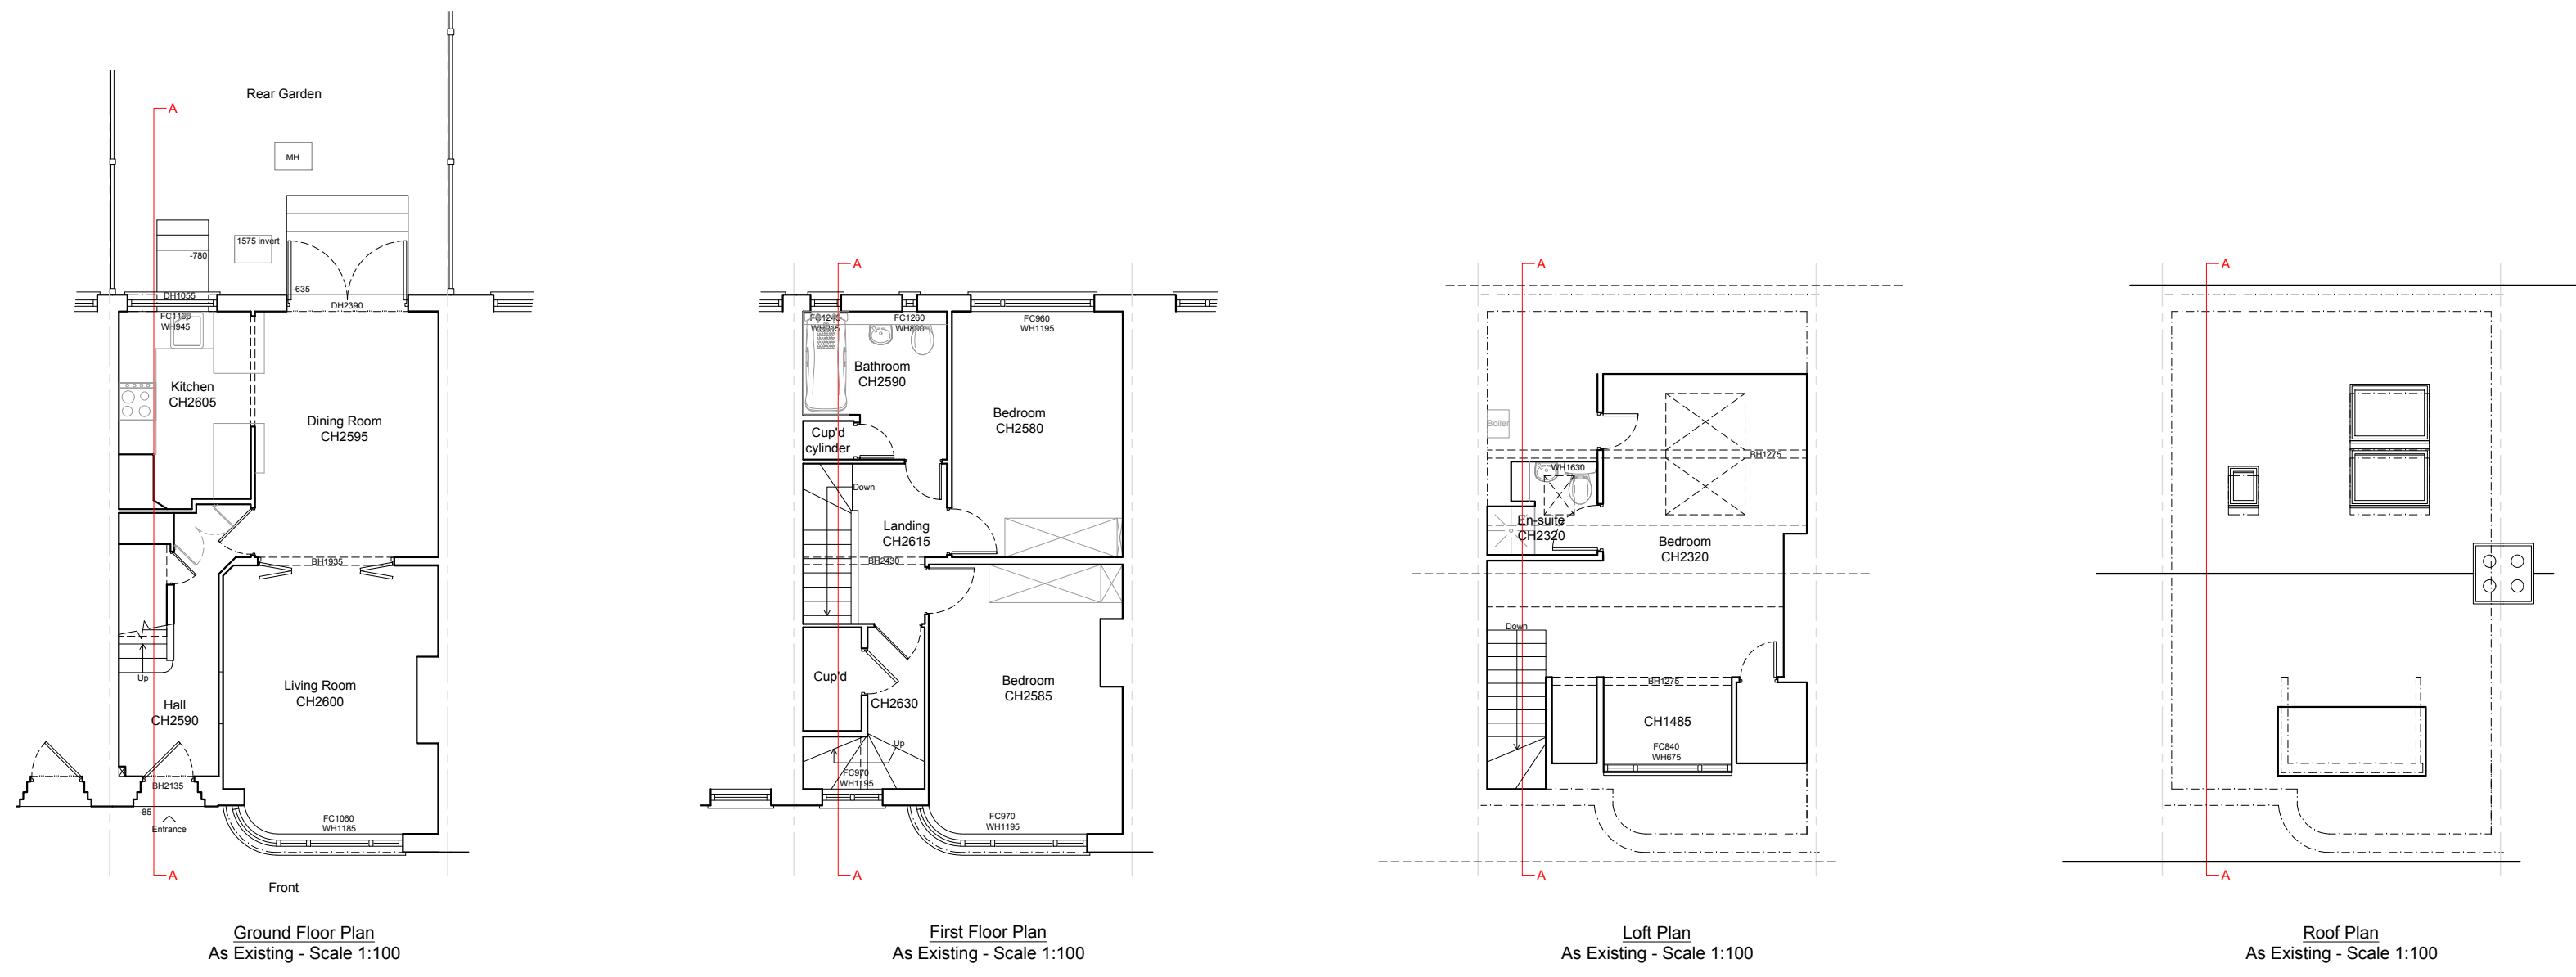 Rear Garden
A
MH
1575 invert
-780
-635
DH1055
DH2390
FC1190
WH945
Kitchen
CH2605
Dining Room
CH2595
BH1935
Up
Living Room
CH2600
Hall
CH2590
BH2135
-85
Entrance
FC1060
WH1185
A
Front
Ground Floor Plan
As Existing - Scale 1:100
A
FC1245
FC1260
FC960
WH1195
Bathroom
CH2590
Bedroom
CH2580
Cup'd
cylinder
Down
Landing
CH2615
BH2430
Cup'd
CH2630
Bedroom
CH2585
Up
FC970
WH1195
FC970
WH1195
A
First Floor Plan
As Existing - Scale 1:100
A
Boiler
BH1275
WH1630
En-suite
CH2320
Bedroom
CH2320
Down
BH1275
CH1485
FC840
WH675
A
Loft Plan
As Existing - Scale 1:100
A
A
Roof Plan
As Existing - Scale 1:100